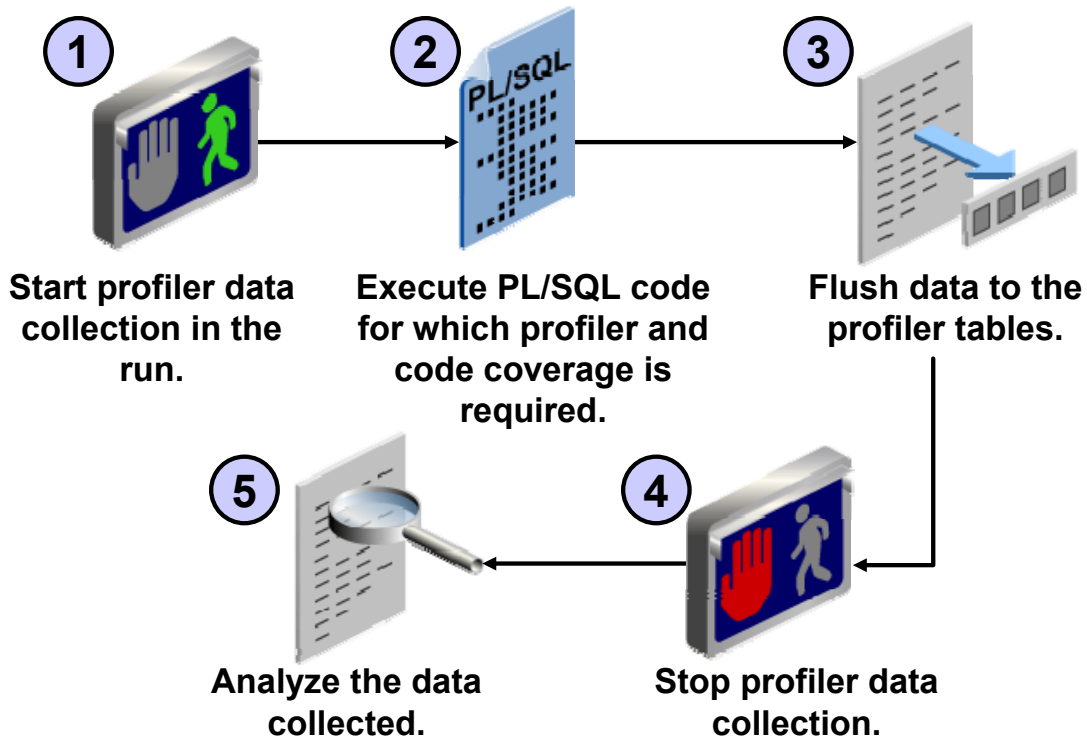 1
Start profiler data
collection in the
run.
2
PL/SQL
Execute PL/SQL code
for which profiler and
code coverage is
required.
3
Flush data to the
profiler tables.
4
Stop profiler data
collection.
5
Analyze the data
collected.